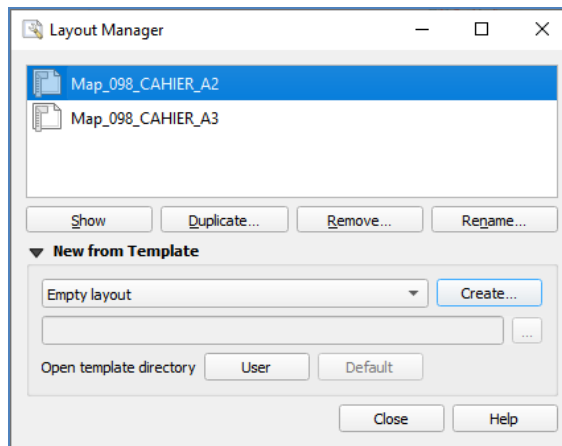 Layout Manager
Map_098_CAHIER_A2
Map_098_CAHIER_A3
Show Duplicate... Remove... Rename...
New from Template
Empty layout Create...
...
Open template directory User Default
Close Help